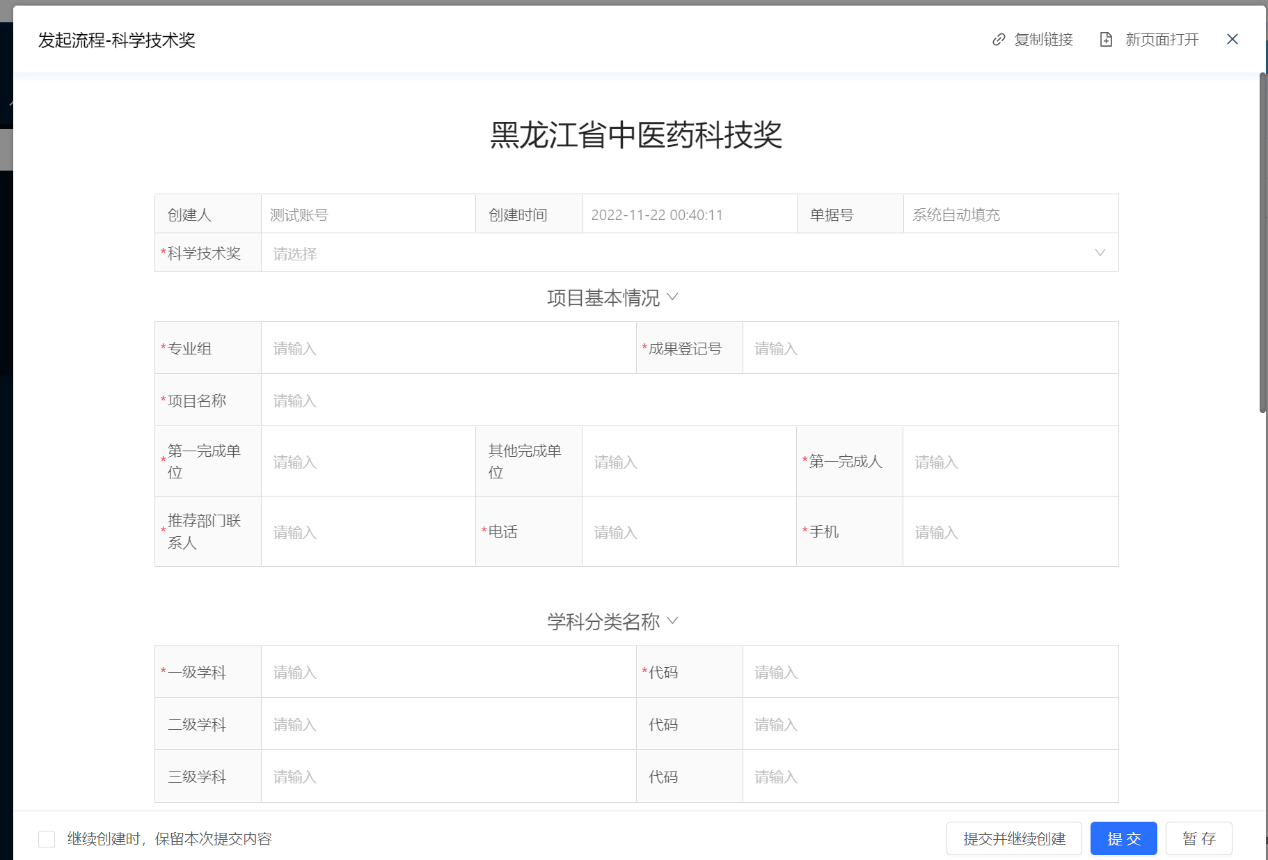 发起流程-科学技术奖 复制链接 新页面打开
黑龙江省中医药科技奖
创建人 测试账号 创建时间 2022-11-22 00:40:11 单据号 系统自动填充
*科学技术奖 请选择
项目基本情况
*专业组 请输入 *成果登记号 请输入
*项目名称 请输入
*第一完成单位 请输入 其他完成单位 请输入 *第一完成人 请输入
*推荐部门联系人 请输入 *电话 请输入 *手机 请输入
学科分类名称
*一级学科 请输入 *代码 请输入
二级学科 请输入 代码 请输入
三级学科 请输入 代码 请输入
继续创建时，保留本次提交内容 提交并继续创建 提 交 暂 存